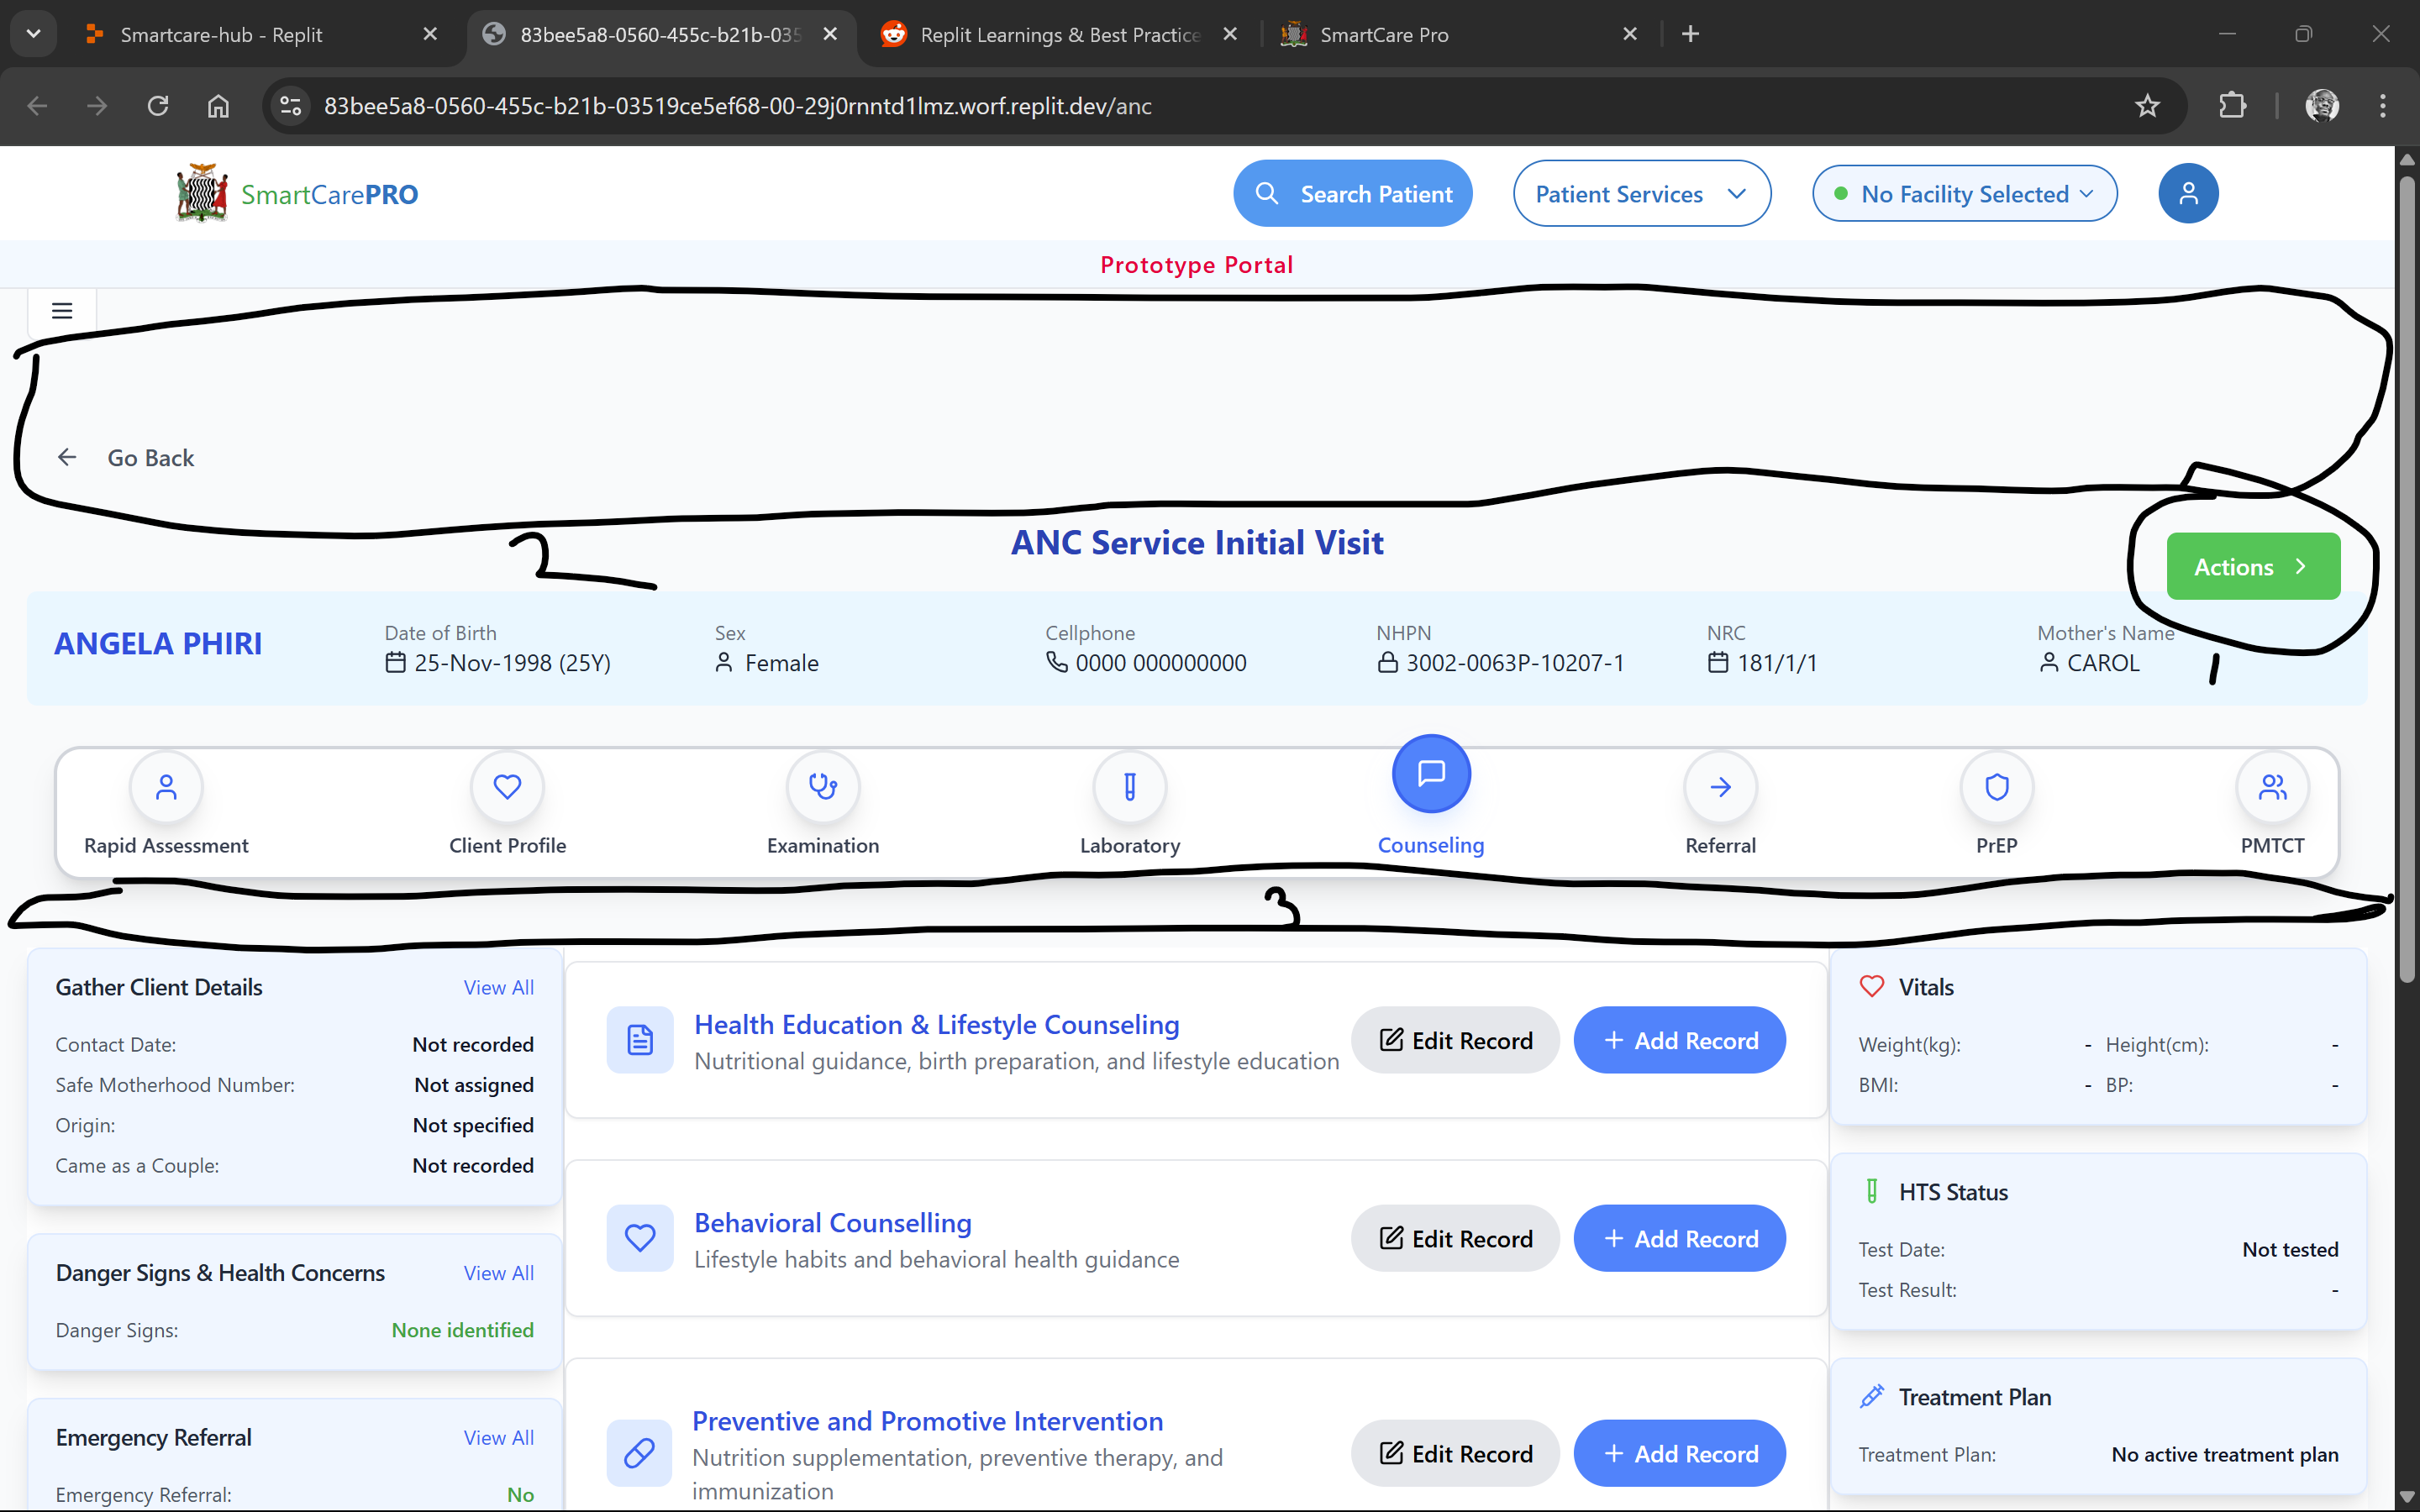 Smartcare-hub - Replit
83bee5a8-0560-455c-b21b-035
Replit Learnings & Best Practice
SmartCare Pro
83bee5a8-0560-455c-b21b-03519ce5ef68-00-29j0rnntd1lmz.worf.replit.dev/anc
SmartCarePRO
Search Patient
Patient Services
No Facility Selected
Prototype Portal
Go Back
2
ANC Service Initial Visit
Actions
1
ANGELA PHIRI
Date of Birth
25-Nov-1998 (25Y)
Sex
Female
Cellphone
0000 000000000
NHPN
3002-0063P-10207-1
NRC
181/1/1
Mother's Name
CAROL
Rapid Assessment
Client Profile
Examination
Laboratory
Counseling
Referral
PrEP
PMTCT
3
Gather Client Details
View All
Contact Date: Not recorded
Safe Motherhood Number: Not assigned
Origin: Not specified
Came as a Couple: Not recorded
Danger Signs & Health Concerns
View All
Danger Signs: None identified
Emergency Referral
View All
Emergency Referral: No
Health Education & Lifestyle Counseling
Nutritional guidance, birth preparation, and lifestyle education
Edit Record
+ Add Record
Behavioral Counselling
Lifestyle habits and behavioral health guidance
Edit Record
+ Add Record
Preventive and Promotive Intervention
Nutrition supplementation, preventive therapy, and
immunization
Edit Record
+ Add Record
Vitals
Weight(kg): - Height(cm): -
BMI: - BP: -
HTS Status
Test Date: Not tested
Test Result: -
Treatment Plan
Treatment Plan: No active treatment plan